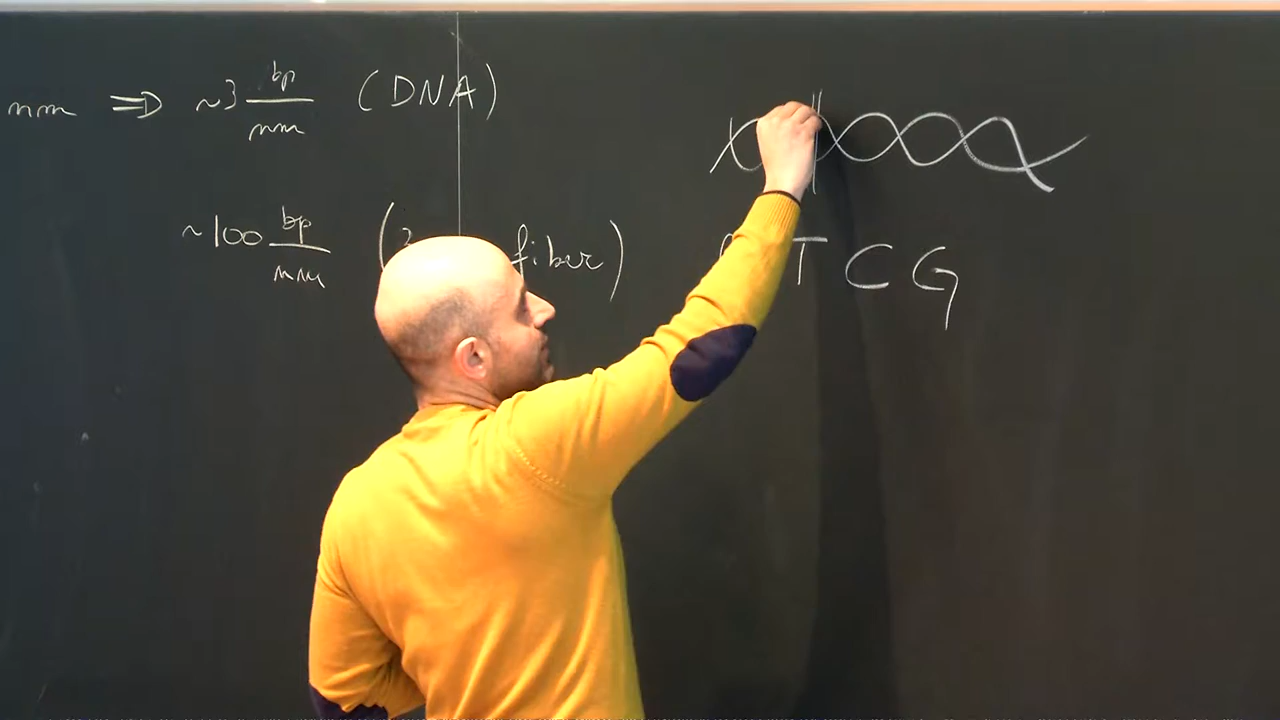 nm ⇒ ~3 bp/nm (DNA)
~100 bp/nm ( fiber)
T C G